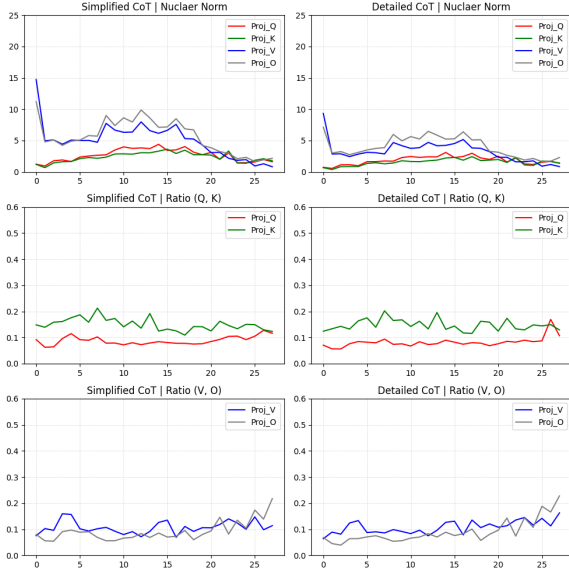 Simplified CoT | Nuclaer Norm
Detailed CoT | Nuclaer Norm
25
20
15
10
5
0
Proj_Q
Proj_K
Proj_V
Proj_O
0 5 10 15 20 25
25
20
15
10
5
0
Proj_Q
Proj_K
Proj_V
Proj_O
0 5 10 15 20 25
Simplified CoT | Ratio (Q, K)
Detailed CoT | Ratio (Q, K)
0.6
0.5
0.4
0.3
0.2
0.1
0.0
Proj_Q
Proj_K
0 5 10 15 20 25
0.6
0.5
0.4
0.3
0.2
0.1
0.0
Proj_Q
Proj_K
0 5 10 15 20 25
Simplified CoT | Ratio (V, O)
Detailed CoT | Ratio (V, O)
0.6
0.5
0.4
0.3
0.2
0.1
0.0
Proj_V
Proj_O
0 5 10 15 20 25
0.6
0.5
0.4
0.3
0.2
0.1
0.0
Proj_V
Proj_O
0 5 10 15 20 25